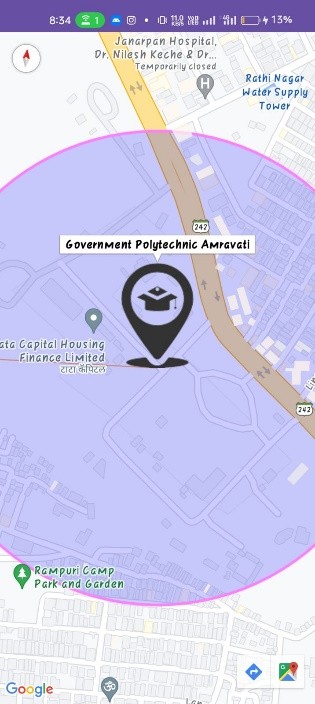 8:34
1
11.0
KB/S
13%
Janarpan Hospital,
Dr. Nilesh Keche & Dr...
Temporarily closed
H
Rathi Nagar
Water Supply
Tower
242
Government Polytechnic Amravati
ata Capital Housing
Finance Limited
टाटा कॅपिटल
242
Rampuri Camp
Park and Garden
Google
ॐ